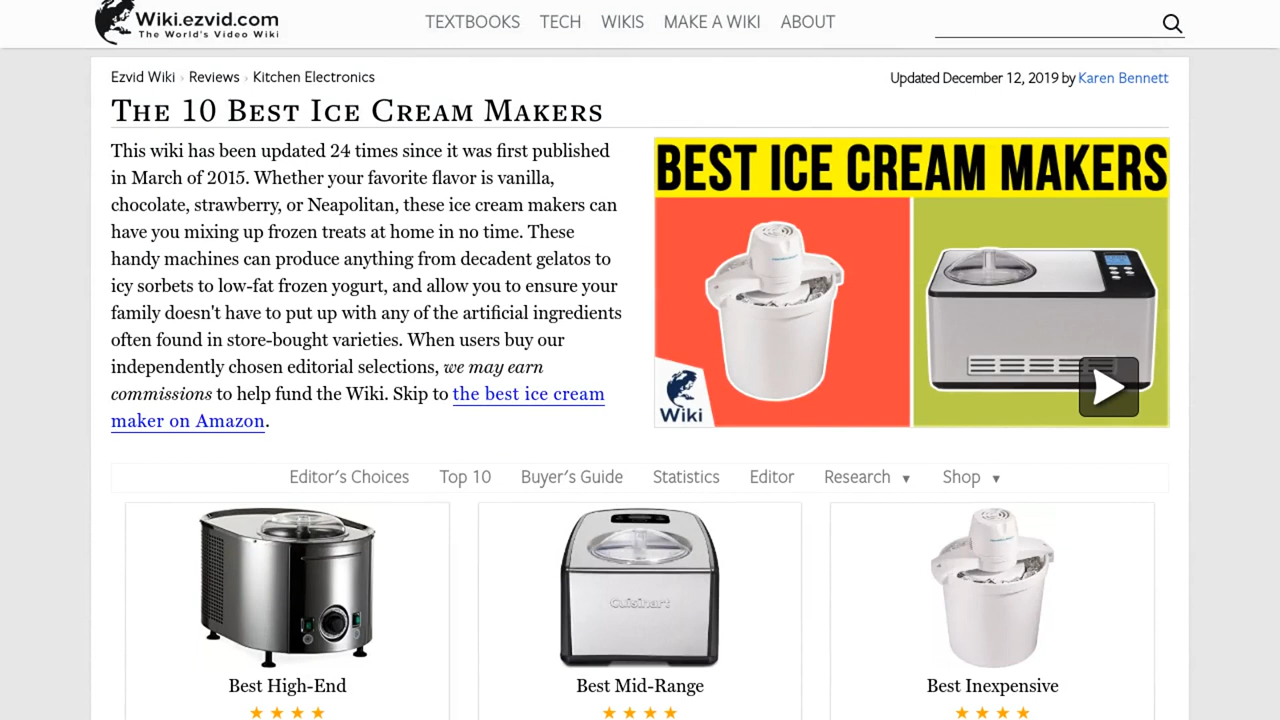 Wiki.ezvid.com
The World's Video Wiki
TEXTBOOKS TECH WIKIS MAKE A WIKI ABOUT
Ezvid Wiki › Reviews › Kitchen Electronics
Updated December 12, 2019 by Karen Bennett
The 10 Best Ice Cream Makers
This wiki has been updated 24 times since it was first published
in March of 2015. Whether your favorite flavor is vanilla,
chocolate, strawberry, or Neapolitan, these ice cream makers can
have you mixing up frozen treats at home in no time. These
handy machines can produce anything from decadent gelatos to
icy sorbets to low-fat frozen yogurt, and allow you to ensure your
family doesn't have to put up with any of the artificial ingredients
often found in store-bought varieties. When users buy our
independently chosen editorial selections, we may earn
commissions to help fund the Wiki. Skip to the best ice cream
maker on Amazon.
BEST ICE CREAM MAKERS
Wiki
Editor's Choices Top 10 Buyer's Guide Statistics Editor Research ▼ Shop ▼
Cuisinart
Best High-End
Best Mid-Range
Best Inexpensive